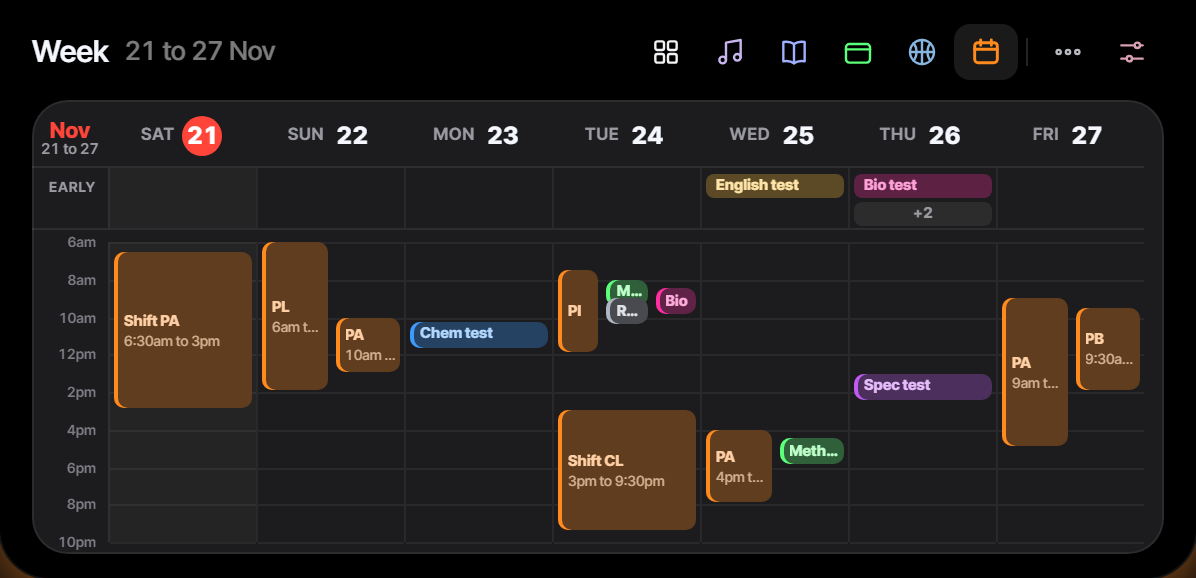 Week 21 to 27 Nov
Nov
21 to 27
SAT 21
SUN 22
MON 23
TUE 24
WED 25
THU 26
FRI 27
EARLY
English test
Bio test
+2
6am
8am
10am
12pm
2pm
4pm
6pm
8pm
10pm
Shift PA
6:30am to 3pm
PL
6am t...
PA
10am ...
Chem test
PI
M...
R...
Bio
Shift CL
3pm to 9:30pm
PA
4pm t...
Meth...
Spec test
PA
9am t...
PB
9:30a...